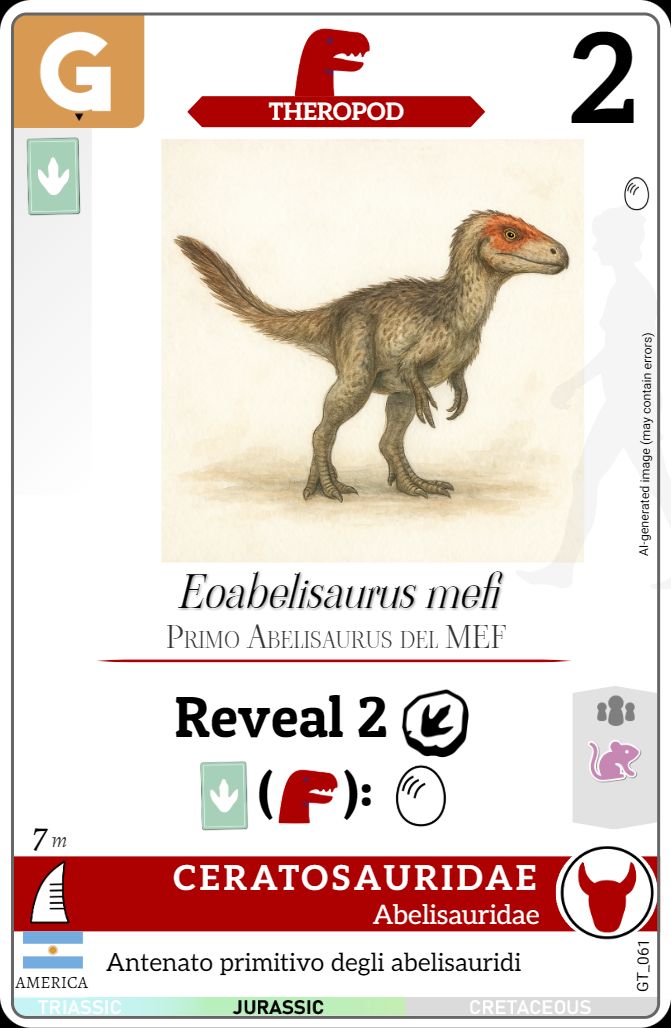 G
THEROPOD
2
AI-generated image (may contain errors)
Eoabelisaurus mefi
Primo Abelisaurus del MEF
Reveal 2
( ):
7 m
CERATOSAURIDAE
Abelisauridae
AMERICA
Antenato primitivo degli abelisauridi
GT_061
TRIASSIC
JURASSIC
CRETACEOUS